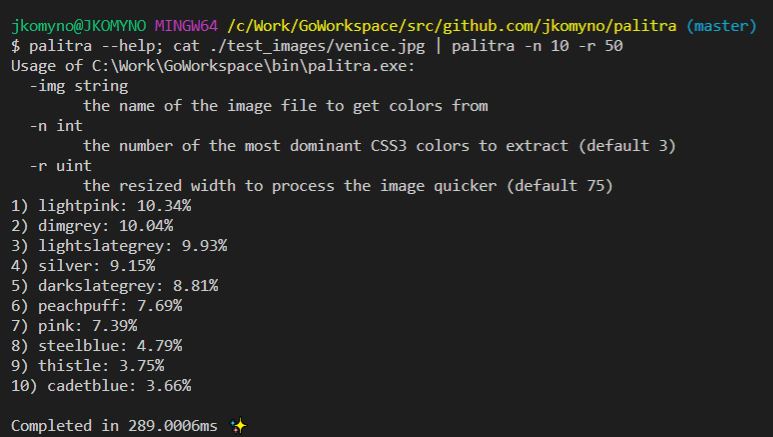 jkomyno@JKOMYNO MINGW64 /c/Work/GoWorkspace/src/github.com/jkomyno/palitra (master)
$ palitra --help; cat ./test_images/venice.jpg | palitra -n 10 -r 50
Usage of C:\Work\GoWorkspace\bin\palitra.exe:
  -img string
        the name of the image file to get colors from
  -n int
        the number of the most dominant CSS3 colors to extract (default 3)
  -r uint
        the resized width to process the image quicker (default 75)
1) lightpink: 10.34%
2) dimgrey: 10.04%
3) lightslategrey: 9.93%
4) silver: 9.15%
5) darkslategrey: 8.81%
6) peachpuff: 7.69%
7) pink: 7.39%
8) steelblue: 4.79%
9) thistle: 3.75%
10) cadetblue: 3.66%
Completed in 289.0006ms ✨